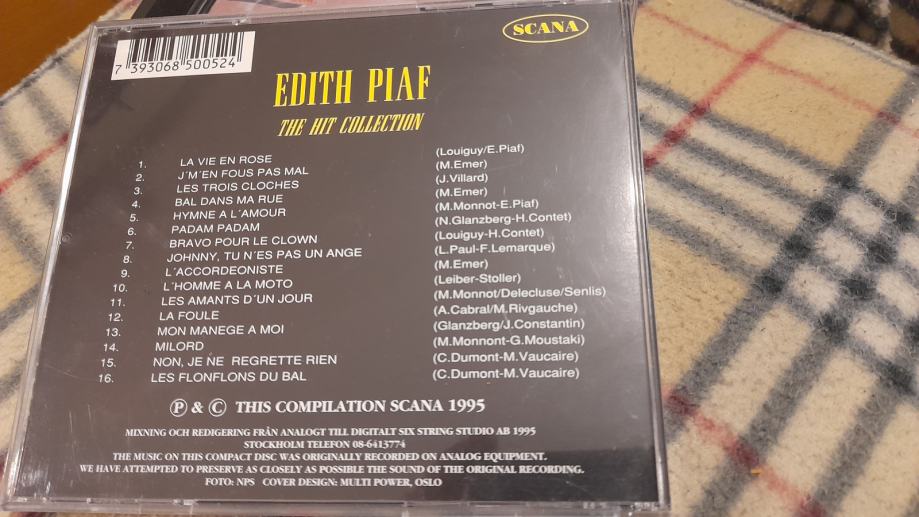 SCANA
7 393068 500524
EDITH PIAF
THE HIT COLLECTION
1. LA VIE EN ROSE (Louiguy/E.Piaf)
2. J´M´EN FOUS PAS MAL (M.Emer)
3. LES TROIS CLOCHES (J.Villard)
4. BAL DANS MA RUE (M.Emer)
5. HYMNE A L´AMOUR (M.Monnot-E.Piaf)
6. PADAM PADAM (N.Glanzberg-H.Contet)
7. BRAVO POUR LE CLOWN (Louiguy-H.Contet)
8. JOHNNY, TU N´ES PAS UN ANGE (L.Paul-F.Lemarque)
9. L´ACCORDEONISTE (M.Emer)
10. L´HOMME A LA MOTO (Leiber-Stoller)
11. LES AMANTS D´UN JOUR (M.Monnot/Delecluse/Senlis)
12. LA FOULE (A.Cabral/M.Rivgauche)
13. MON MANEGE A MOI (Glanzberg/J.Constantin)
14. MILORD (M.Monnont-G.Moustaki)
15. NON, JE NE REGRETTE RIEN (C.Dumont-M.Vaucaire)
16. LES FLONFLONS DU BAL (C.Dumont-M.Vaucaire)
Ⓟ & Ⓒ THIS COMPILATION SCANA 1995
MIXNING OCH REDIGERING FRÅN ANALOGT TILL DIGITALT SIX STRING STUDIO AB 1995
STOCKHOLM TELEFON 08-6413774
THE MUSIC ON THIS COMPACT DISC WAS ORIGINALLY RECORDED ON ANALOG EQUIPMENT.
WE HAVE ATTEMPTED TO PRESERVE AS CLOSELY AS POSSIBLE THE SOUND OF THE ORIGINAL RECORDING.
FOTO: NPS COVER DESIGN: MULTI POWER, OSLO